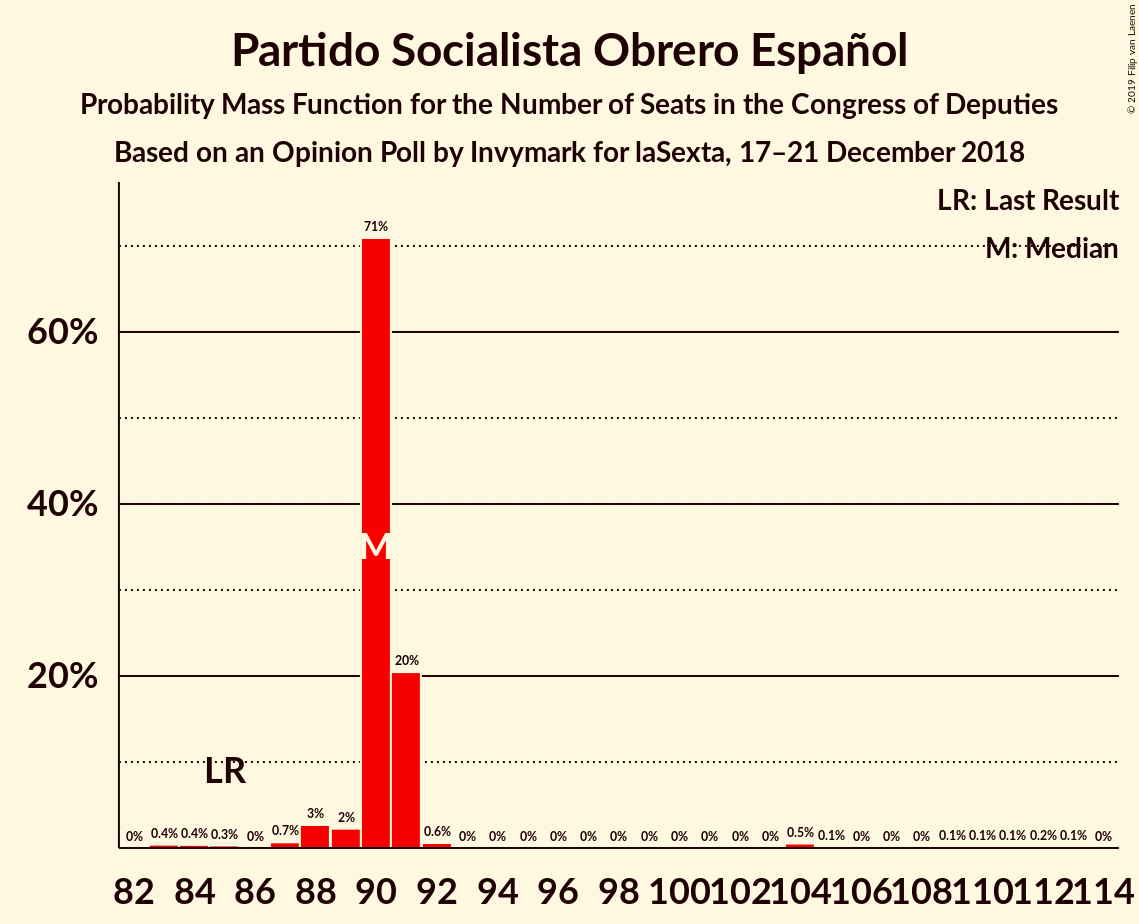 Partido Socialista Obrero Español
Probability Mass Function for the Number of Seats in the Congress of Deputies
Based on an Opinion Poll by Invymark for laSexta, 17–21 December 2018
© 2019 Filip van Laenen
LR: Last Result
M: Median
71%
60%
40%
M
20%
20%
LR
0% 0.4% 0.4% 0.3% 0% 0.7% 3% 2% 0.6% 0% 0% 0% 0% 0% 0% 0% 0% 0% 0% 0% 0.5% 0.1% 0% 0% 0% 0.1% 0.1% 0.1% 0.2% 0.1% 0%
82 84 86 88 90 92 94 96 98 100 102 104 106 108 110 112 114